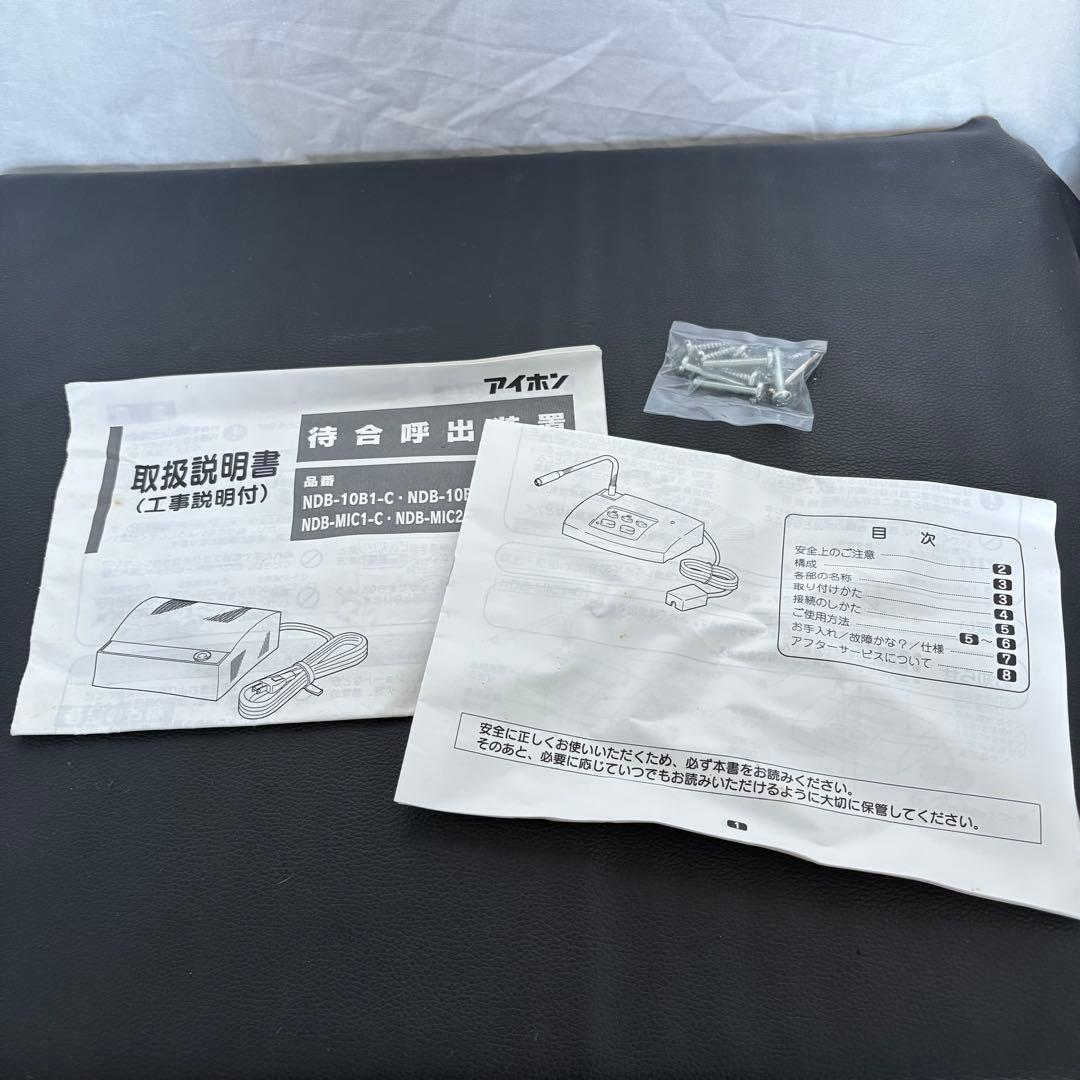 アイホン
取扱説明書
(工事説明付)
待合呼出装置
品番
NDB-10B1-C・NDB-10B
NDB-MIC1-C・NDB-MIC2
目次
安全上のご注意 2
構成 3
各部の名称 3
取り付けかた 4
接続のしかた 5
ご使用方法 5～6
お手入れ/故障かな?/仕様 7
アフターサービスについて 8
安全に正しくお使いいただくため、必ず本書をお読みください。
そのあと、必要に応じていつでもお読みいただけるように大切に保管してください。
1